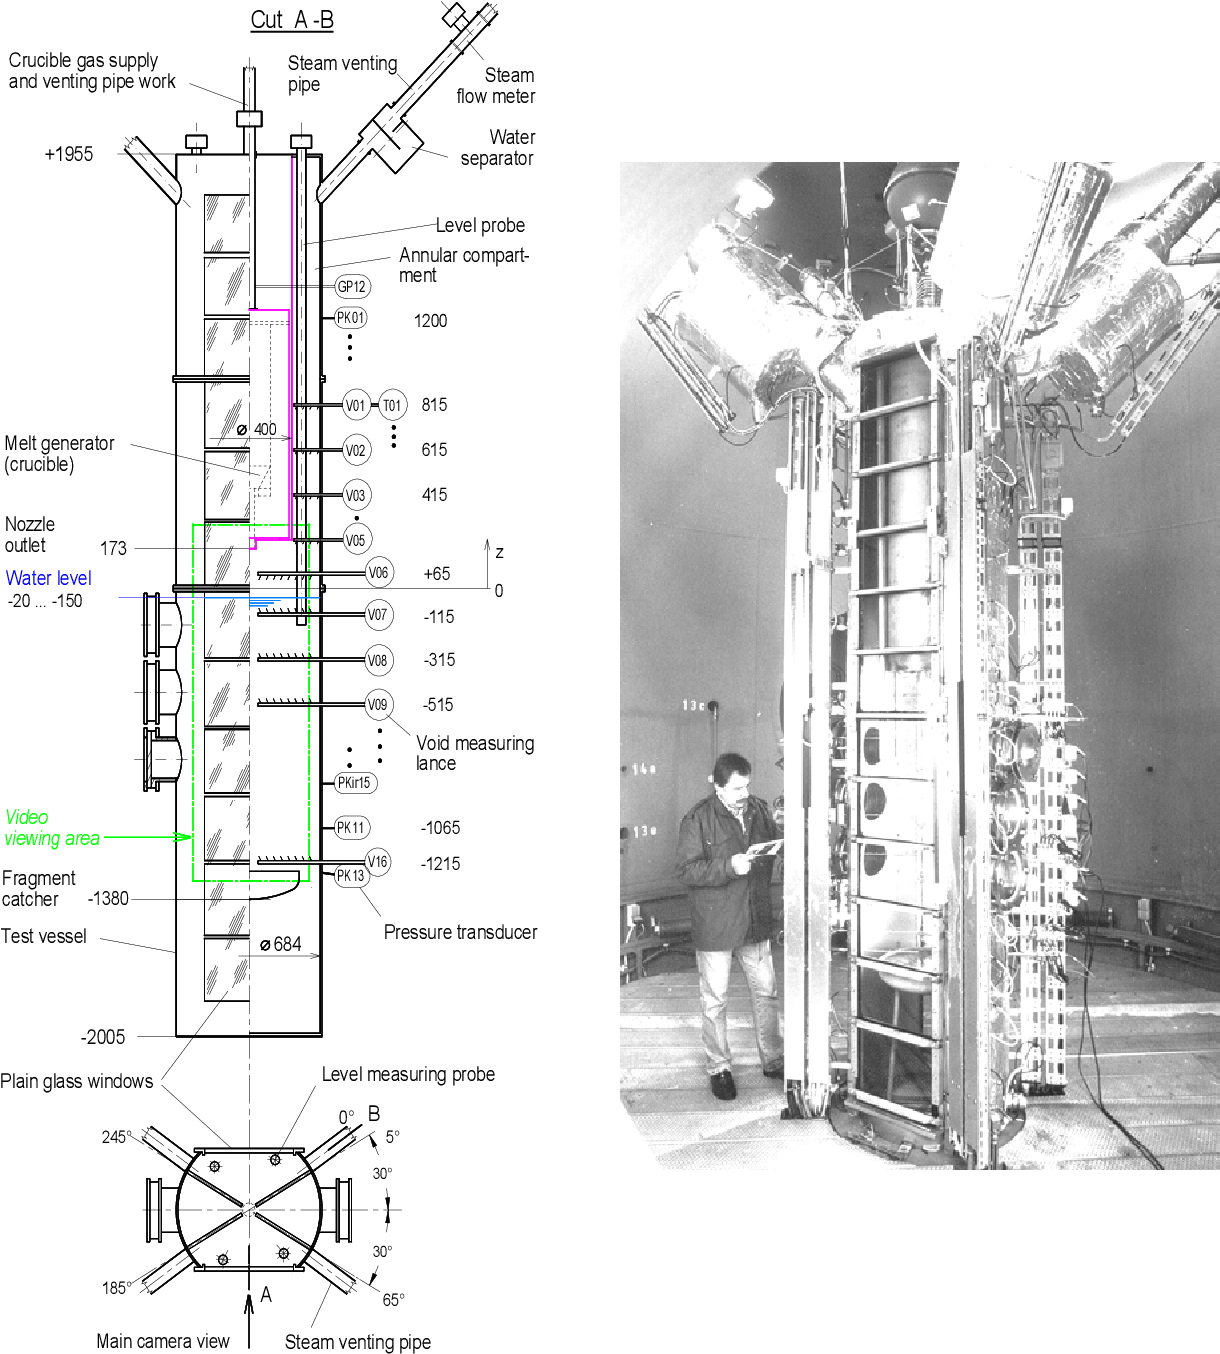 Cut A-B
Crucible gas supply
and venting pipe work
Steam venting
pipe
Steam
flow meter
Water
separator
+1955
Level probe
Annular compart-
ment
GP12
PK01
1200
V01
T01
815
ø 400
V02
615
Melt generator
(crucible)
V03
415
Nozzle
outlet
173
V05
z
Water level
-20 ... -150
V06
+65
0
V07
-115
V08
-315
V09
-515
Void measuring
lance
PKir15
Video
viewing area
PK11
-1065
V16
-1215
PK13
Fragment
catcher
-1380
Test vessel
ø 684
Pressure transducer
-2005
Plain glass windows
Level measuring probe
245°
0°
B
5°
30°
30°
185°
65°
A
Main camera view
Steam venting pipe
13c
14a
13a